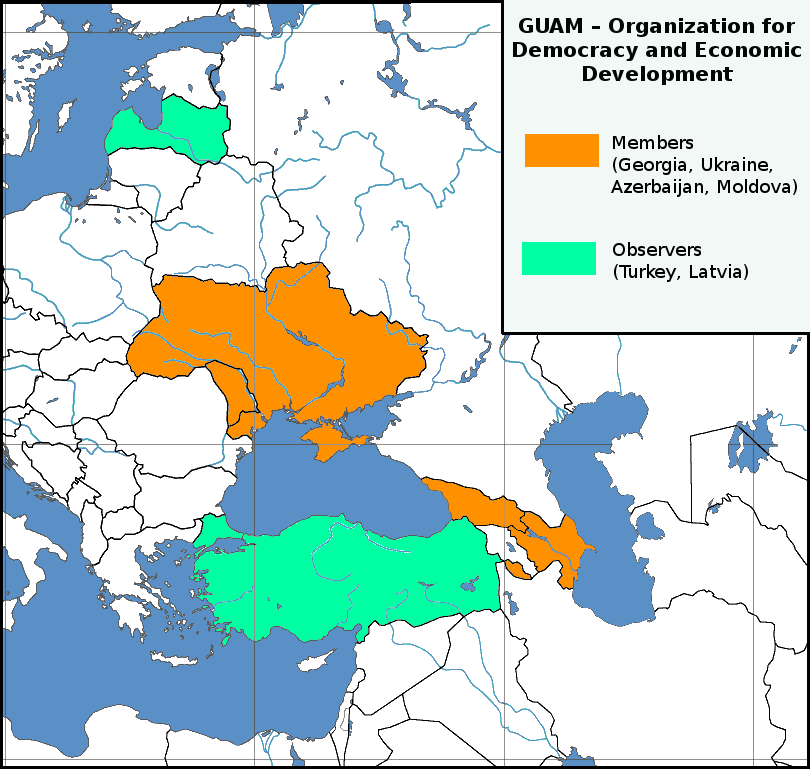 GUAM – Organization for
Democracy and Economic
Development
Members
(Georgia, Ukraine,
Azerbaijan, Moldova)
Observers
(Turkey, Latvia)